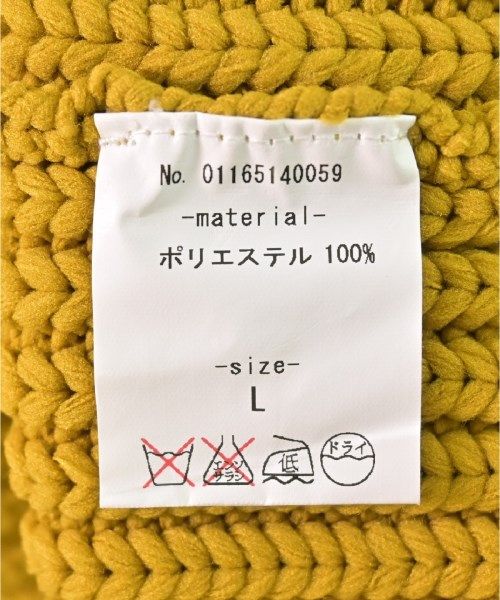 No. 01165140059
-material-
ポリエステル 100%
-size-
L
エンソ
サラシ
低
ドライ